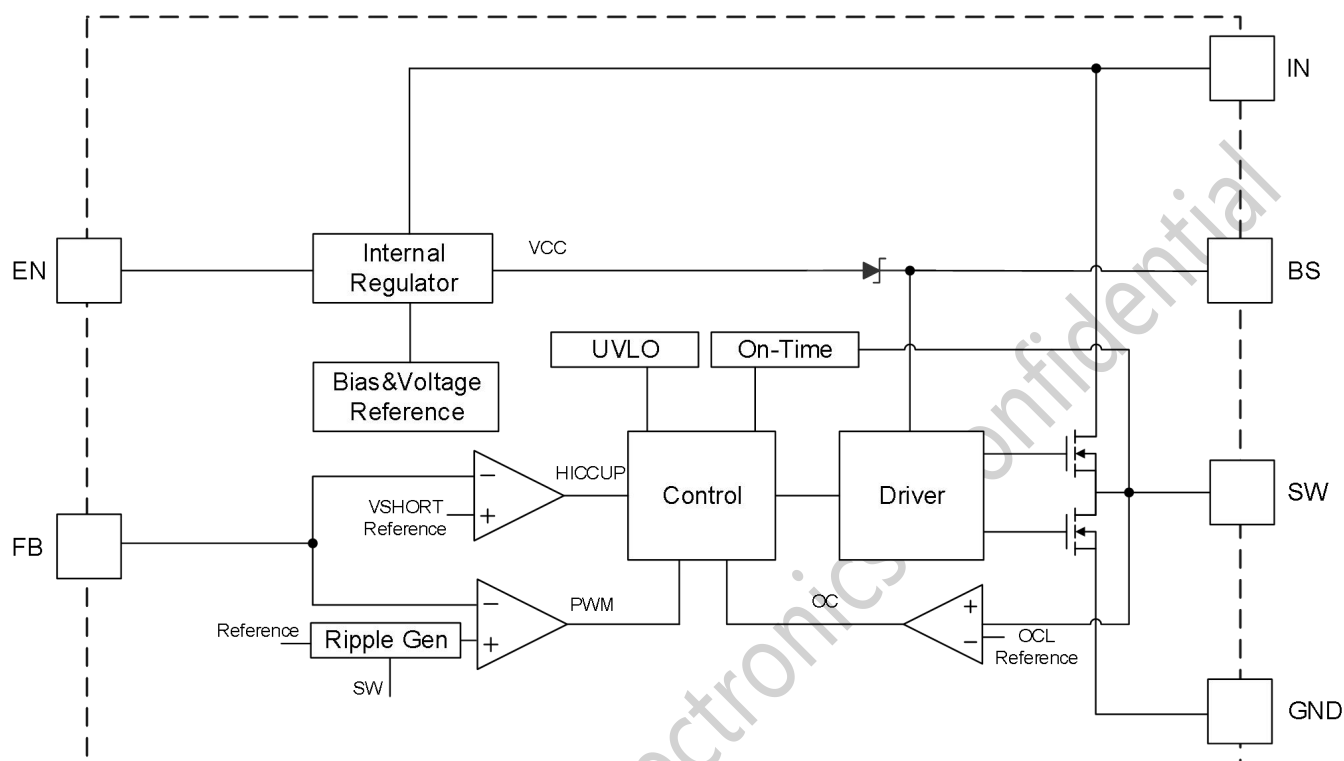 IN
EN
Internal
Regulator
VCC
BS
UVLO
On-Time
Bias&Voltage
Reference
HICCUP
−
VSHORT
Reference
+
Control
Driver
SW
FB
−
PWM
OC
+
−
OCL
Reference
Reference
Ripple Gen
+
SW
GND
Confidential